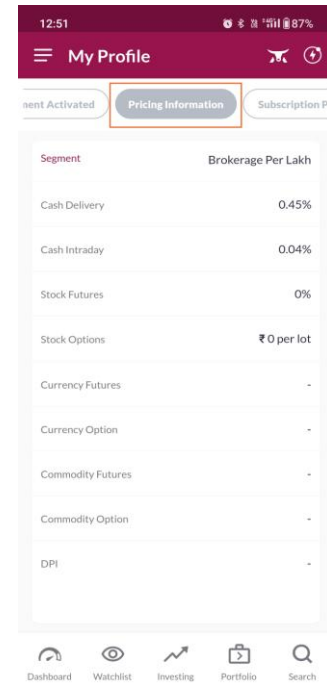 12:51
87%
My Profile
nent Activated
Pricing Information
Subscription P
Segment Brokerage Per Lakh
Cash Delivery 0.45%
Cash Intraday 0.04%
Stock Futures 0%
Stock Options ₹ 0 per lot
Currency Futures -
Currency Option -
Commodity Futures -
Commodity Option -
DPI -
Dashboard Watchlist Investing Portfolio Search